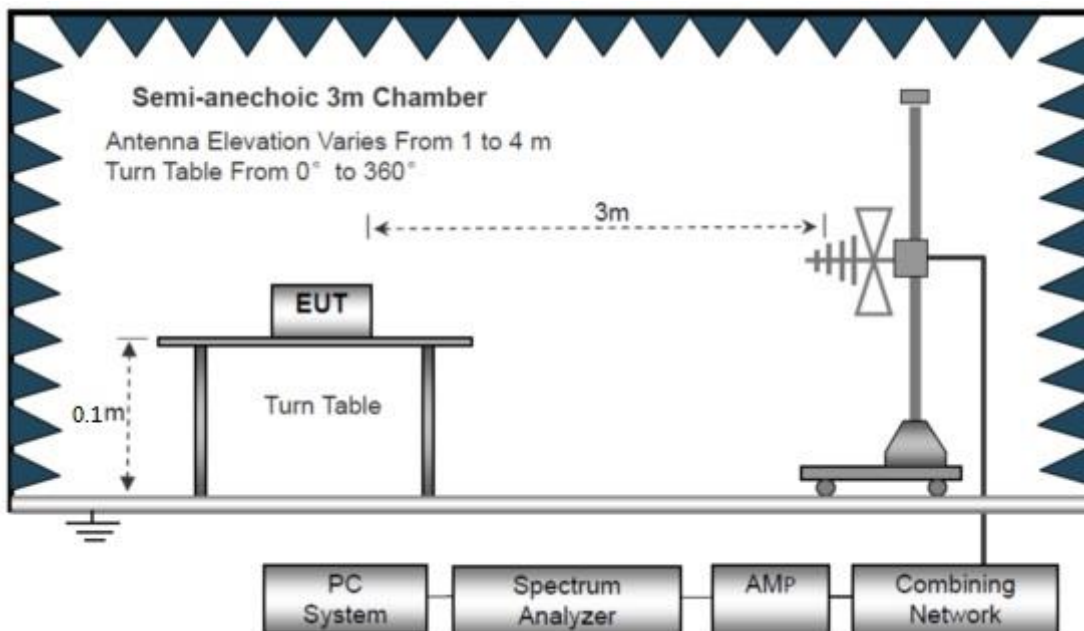 Semi-anechoic 3m Chamber
Antenna Elevation Varies From 1 to 4 m
Turn Table From 0° to 360°
3m
EUT
0.1m
Turn Table
PC
System
Spectrum
Analyzer
AMP
Combining
Network